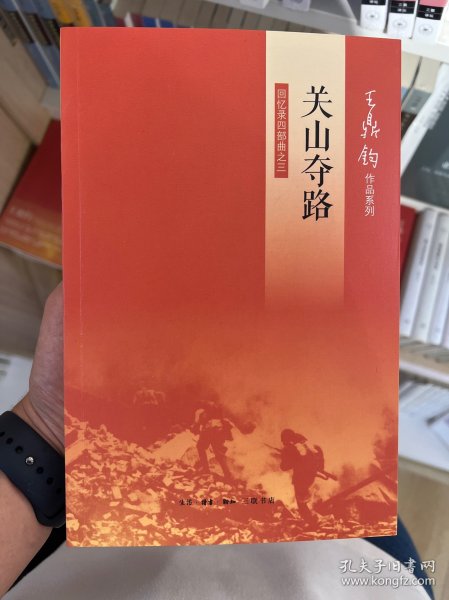 王鼎钧
作品系列
关山夺路
回忆录四部曲之三
生活·读书·新知三联书店
孔夫子旧书网
www.kongfz.com